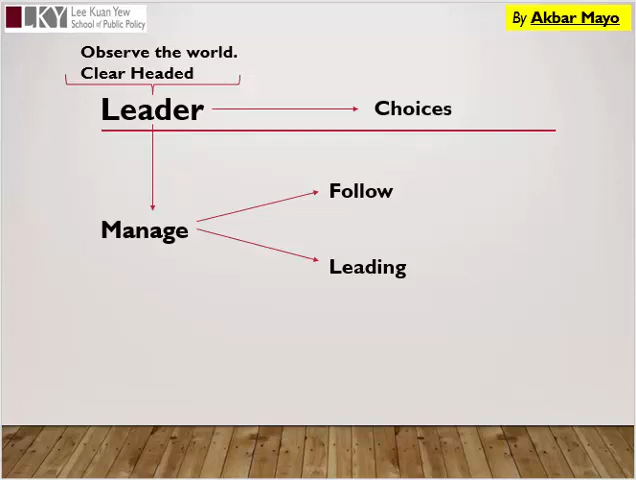 LKY Lee Kuan Yew
School of Public Policy
By Akbar Mayo
Observe the world.
Clear Headed
Leader
Choices
Follow
Manage
Leading